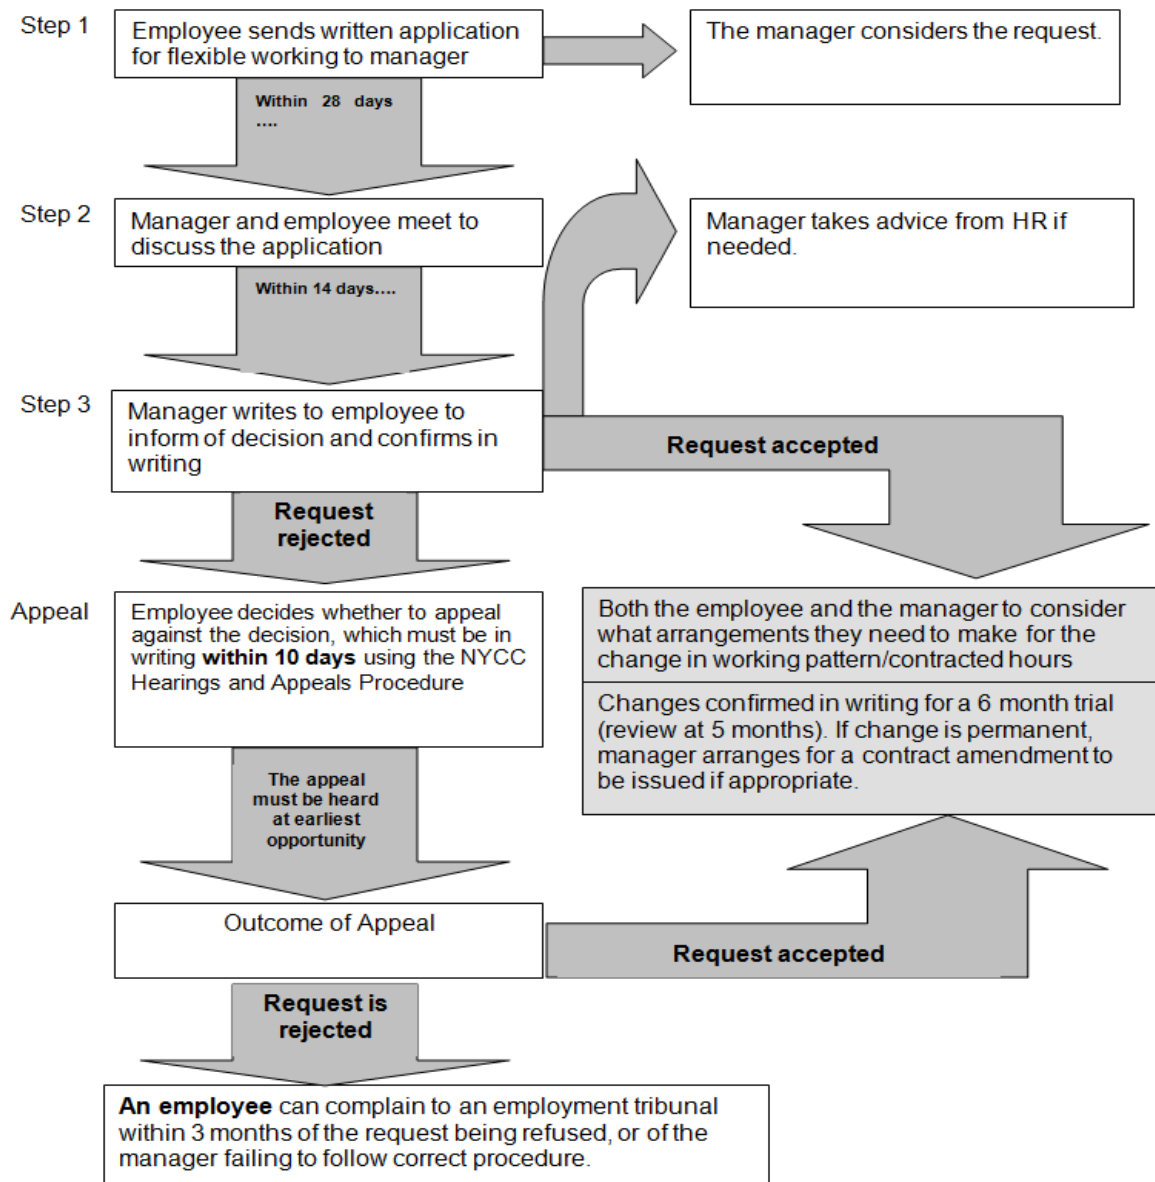 Step 1
Employee sends written application
for flexible working to manager
The manager considers the request.
Within 28 days
....
Step 2
Manager and employee meet to
discuss the application
Manager takes advice from HR if
needed.
Within 14 days....
Step 3
Manager writes to employee to
inform of decision and confirms in
writing
Request accepted
Request
rejected
Appeal
Employee decides whether to appeal
against the decision, which must be in
writing within 10 days using the NYCC
Hearings and Appeals Procedure
Both the employee and the manager to consider
what arrangements they need to make for the
change in working pattern/contracted hours
Changes confirmed in writing for a 6 month trial
(review at 5 months). If change is permanent,
manager arranges for a contract amendment to
be issued if appropriate.
The appeal
must be heard
at earliest
opportunity
Outcome of Appeal
Request accepted
Request is
rejected
An employee can complain to an employment tribunal
within 3 months of the request being refused, or of the
manager failing to follow correct procedure.